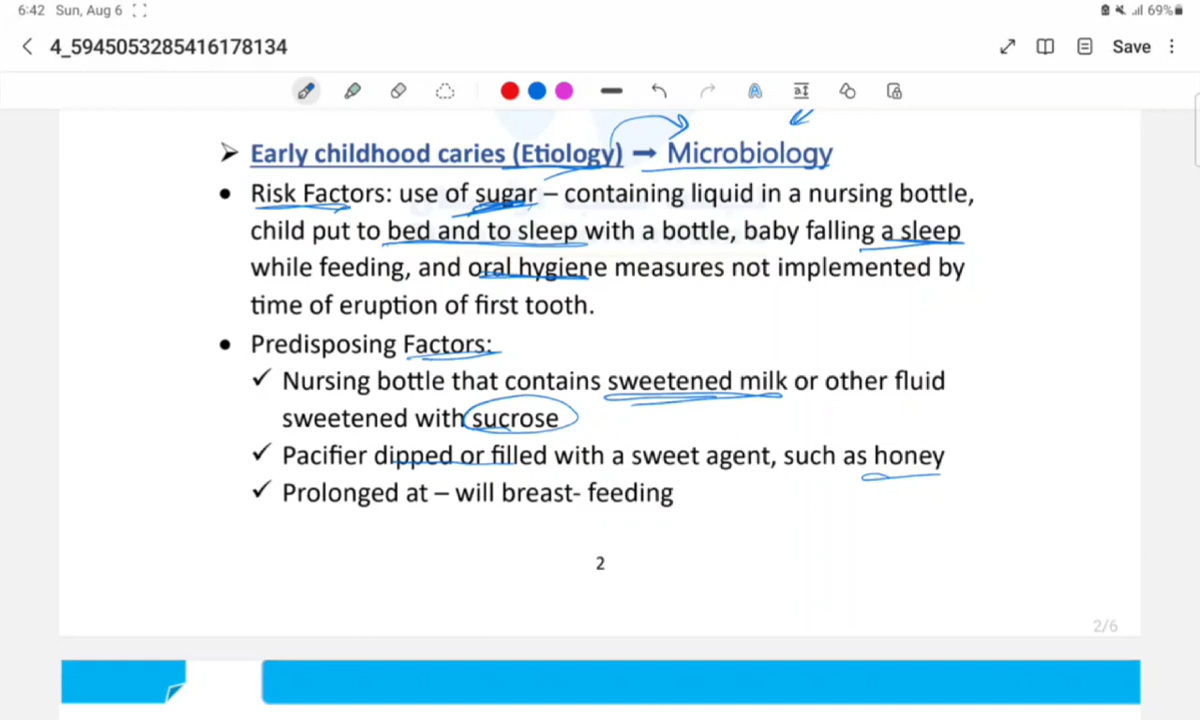 6:42 Sun, Aug 6
69%
4_5945053285416178134
Save
➤ Early childhood caries (Etiology) → Microbiology
• Risk Factors: use of sugar – containing liquid in a nursing bottle,
child put to bed and to sleep with a bottle, baby falling a sleep
while feeding, and oral hygiene measures not implemented by
time of eruption of first tooth.
• Predisposing Factors:
✓ Nursing bottle that contains sweetened milk or other fluid
sweetened with sucrose
✓ Pacifier dipped or filled with a sweet agent, such as honey
✓ Prolonged at – will breast- feeding
2
2/6